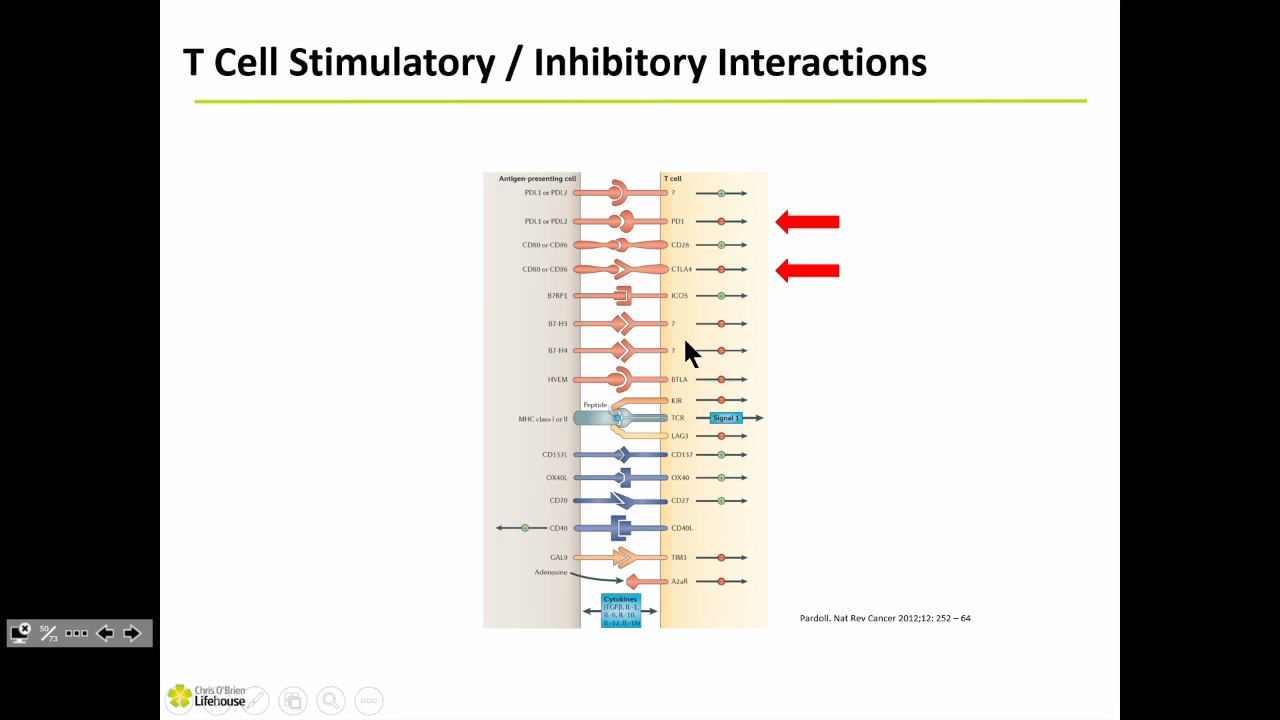 T Cell Stimulatory / Inhibitory Interactions
Antigen-presenting cell T cell
PDL1 or PDL2 ?
PDL1 or PDL2 PD1
CD80 or CD86 CD28
CD80 or CD86 CTLA4
B7RP1 ICOS
B7-H3 ?
B7-H4 ?
HVEM BTLA
Peptide KIR
MHC class I or II TCR Signal 1
LAG3
CD137L CD137
OX40L OX40
CD70 CD27
CD40 CD40L
GAL9 TIM3
Adenosine A2aR
Cytokines
(TGFβ, IL-1,
IL-6, IL-10,
IL-12, IL-18)
Pardoll. Nat Rev Cancer 2012;12: 252 – 64
50/73
Chris O'Brien
Lifehouse